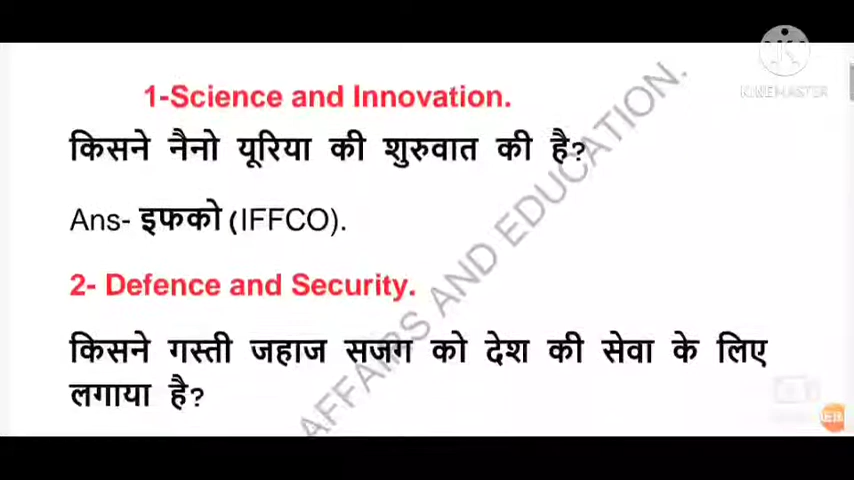 KINEMASTER
1-Science and Innovation.
किसने नैनो यूरिया की शुरुवात की है?
Ans- इफको (IFFCO).
2- Defence and Security.
किसने गस्ती जहाज सजग को देश की सेवा के लिए
लगाया है?
AFFAIRS AND EDUCATION.